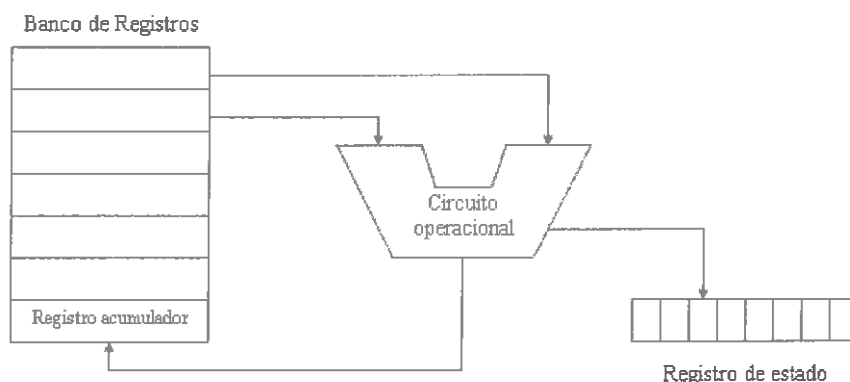 Banco de Registros
Circuito
operacional
Registro acumulador
Registro de estado